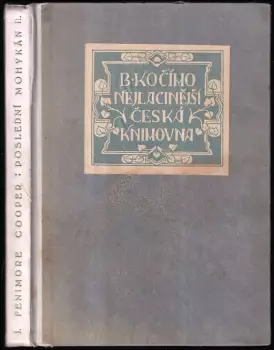 J. FENIMORE COOPER: POSLEDNÍ MOHYKÁN II.
B·KOČÍHO
NEJLACINĚJŠÍ
ČESKÁ
KNIHOVNA